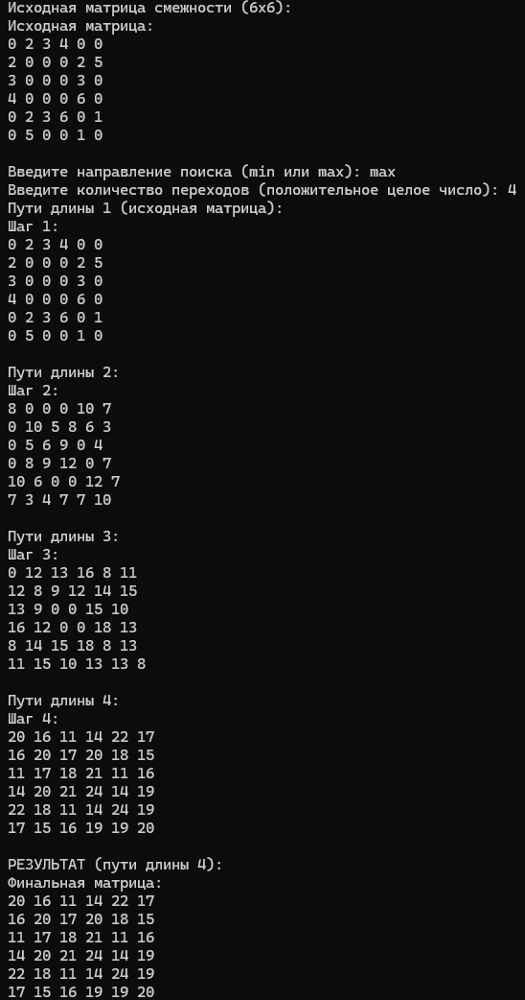 Исходная матрица смежности (6x6):
Исходная матрица:
0 2 3 4 0 0
2 0 0 0 2 5
3 0 0 0 3 0
4 0 0 0 6 0
0 2 3 6 0 1
0 5 0 0 1 0
Введите направление поиска (min или max): max
Введите количество переходов (положительное целое число): 4
Пути длины 1 (исходная матрица):
Шаг 1:
0 2 3 4 0 0
2 0 0 0 2 5
3 0 0 0 3 0
4 0 0 0 6 0
0 2 3 6 0 1
0 5 0 0 1 0
Пути длины 2:
Шаг 2:
8 0 0 0 10 7
0 10 5 8 6 3
0 5 6 9 0 4
0 8 9 12 0 7
10 6 0 0 12 7
7 3 4 7 7 10
Пути длины 3:
Шаг 3:
0 12 13 16 8 11
12 8 9 12 14 15
13 9 0 0 15 10
16 12 0 0 18 13
8 14 15 18 8 13
11 15 10 13 13 8
Пути длины 4:
Шаг 4:
20 16 11 14 22 17
16 20 17 20 18 15
11 17 18 21 11 16
14 20 21 24 14 19
22 18 11 14 24 19
17 15 16 19 19 20
РЕЗУЛЬТАТ (пути длины 4):
Финальная матрица:
20 16 11 14 22 17
16 20 17 20 18 15
11 17 18 21 11 16
14 20 21 24 14 19
22 18 11 14 24 19
17 15 16 19 19 20